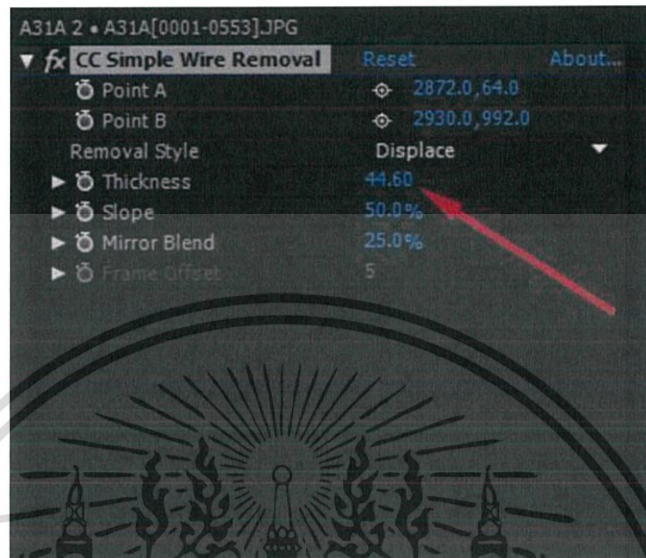 A31A 2 • A31A[0001-0553].JPG
fx CC Simple Wire Removal Reset About...
Point A 2872.0,64.0
Point B 2930.0,992.0
Removal Style Displace
Thickness 44.60
Slope 50.0%
Mirror Blend 25.0%
Frame Offset 5